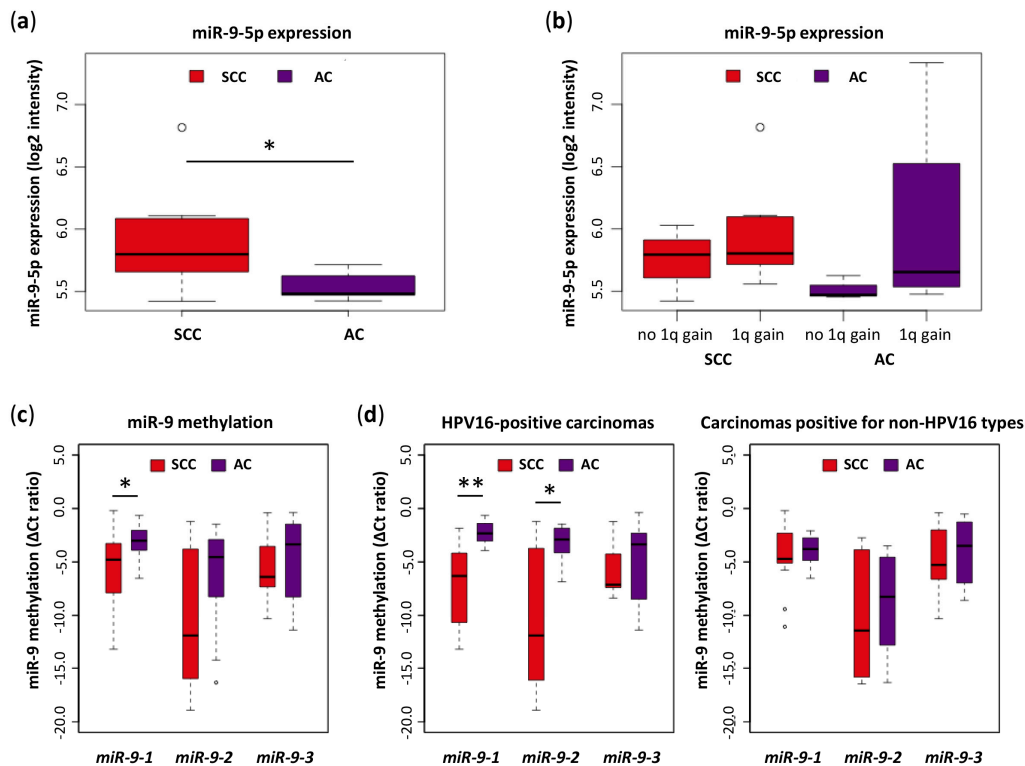 (a)
miR-9-5p expression
SCC AC
miR-9-5p expression (log2 intensity)
7.0
6.5
6.0
5.5
*
SCC AC
(b)
miR-9-5p expression
SCC AC
miR-9-5p expression (log2 intensity)
7.0
6.5
6.0
5.5
no 1q gain 1q gain no 1q gain 1q gain
SCC AC
(c)
miR-9 methylation
SCC AC
miR-9 methylation (ΔCt ratio)
5.0
0.0
-5.0
-10.0
-15.0
-20.0
*
miR-9-1 miR-9-2 miR-9-3
(d)
HPV16-positive carcinomas
SCC AC
miR-9 methylation (ΔCt ratio)
5.0
0.0
-5.0
-10.0
-15.0
-20.0
**
*
miR-9-1 miR-9-2 miR-9-3
Carcinomas positive for non-HPV16 types
SCC AC
miR-9 methylation (ΔCt ratio)
5.0
0.0
-5.0
-10.0
-15.0
-20.0
miR-9-1 miR-9-2 miR-9-3